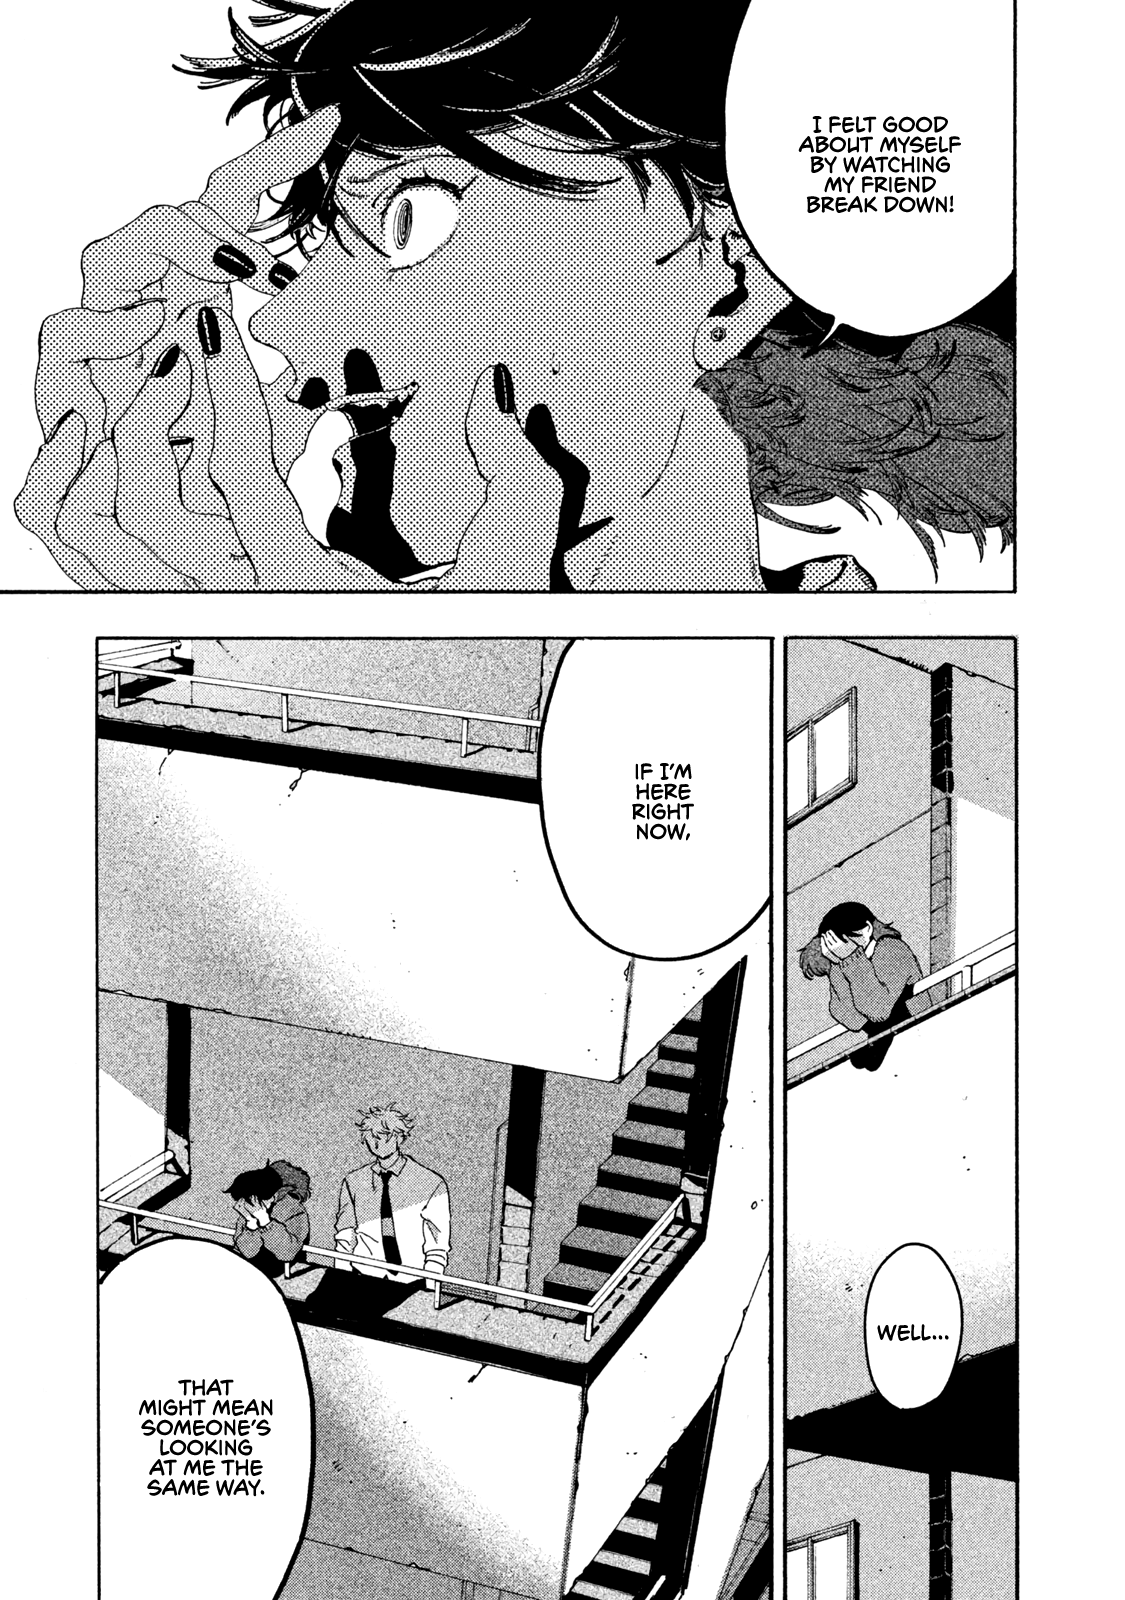 I FELT GOOD
ABOUT MYSELF
BY WATCHING
MY FRIEND
BREAK DOWN!
WELL...
IF I'M
HERE
RIGHT
NOW,
THAT
MIGHT MEAN
SOMEONE'S
LOOKING
AT ME THE
SAME WAY.